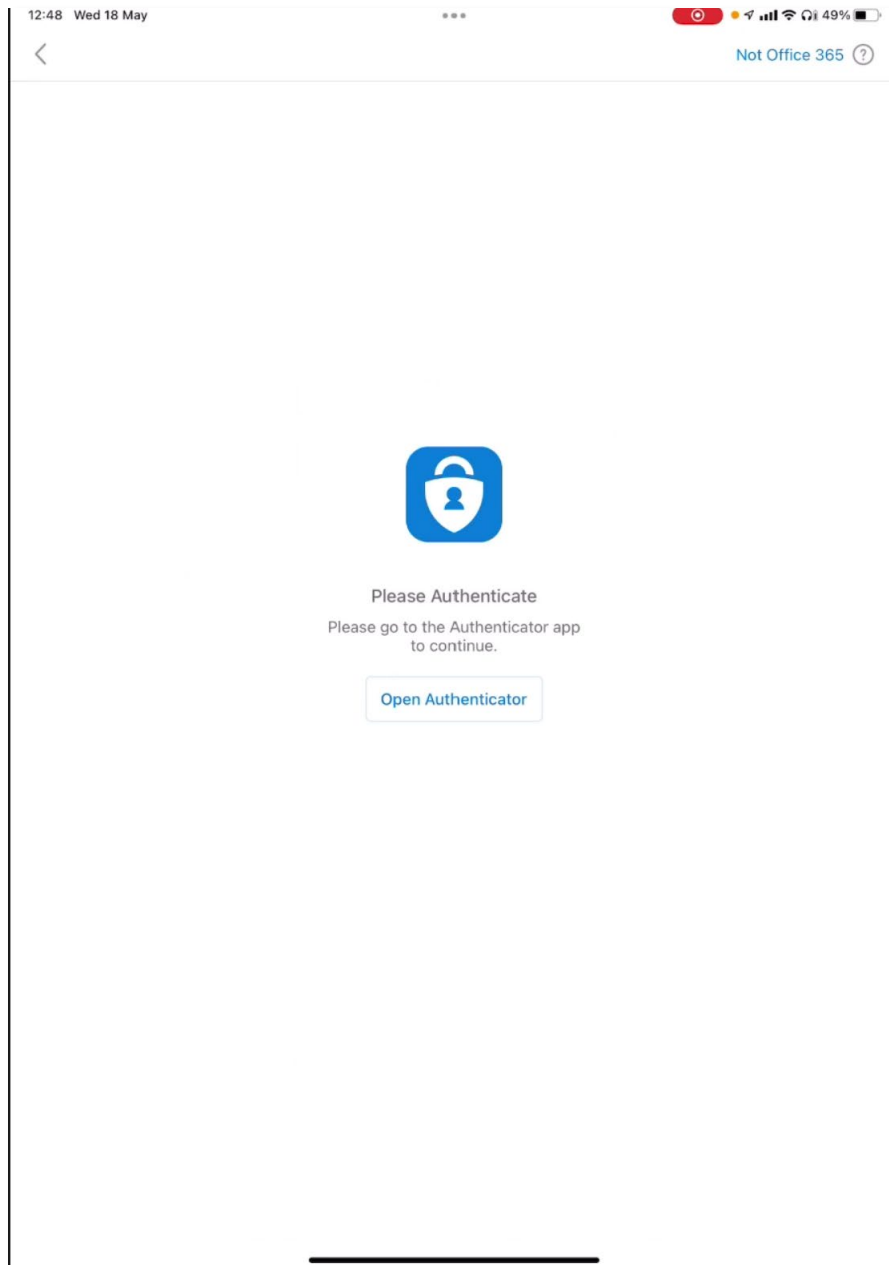 12:48 Wed 18 May
49%
Not Office 365 ?
Please Authenticate
Please go to the Authenticator app
to continue.
Open Authenticator